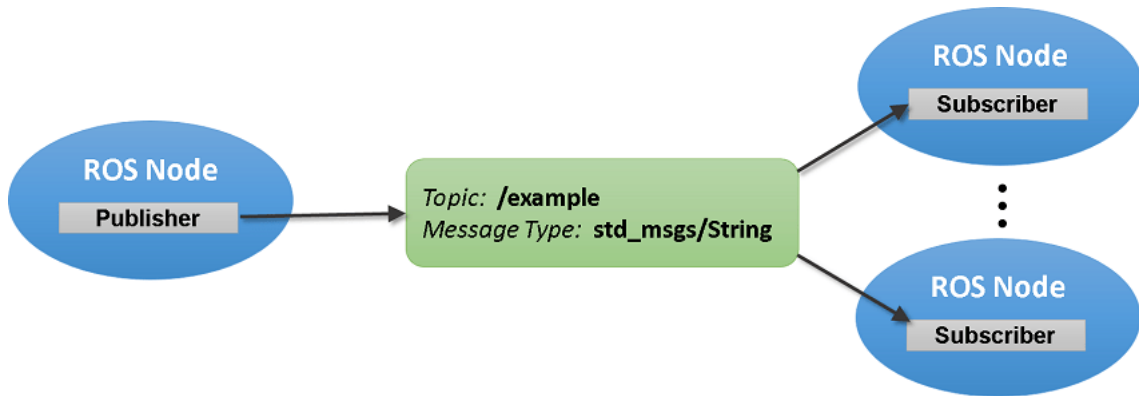 ROS Node
Publisher
Topic: /example
Message Type: std_msgs/String
ROS Node
Subscriber
ROS Node
Subscriber